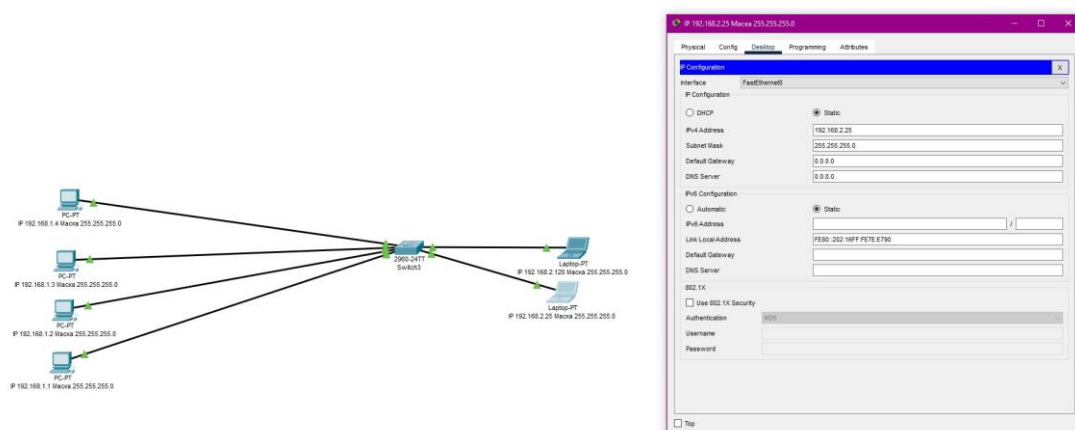 PC-PT
IP 192.168.1.4 Маска 255.255.255.0
PC-PT
IP 192.168.1.3 Маска 255.255.255.0
PC-PT
IP 192.168.1.2 Маска 255.255.255.0
PC-PT
IP 192.168.1.1 Маска 255.255.255.0
2960-24TT
Switch3
Laptop-PT
IP 192.168.2.120 Маска 255.255.255.0
Laptop-PT
IP 192.168.2.25 Маска 255.255.255.0
IP 192.168.2.25 Маска 255.255.255.0
Physical Config Desktop Programming Attributes
IP Configuration X
Interface FastEthernet0
IP Configuration
DHCP Static
IPv4 Address 192.168.2.25
Subnet Mask 255.255.255.0
Default Gateway 0.0.0.0
DNS Server 0.0.0.0
IPv6 Configuration
Automatic Static
IPv6 Address /
Link Local Address FE80::202:16FF:FE7E:E790
Default Gateway
DNS Server
802.1X
Use 802.1X Security
Authentication MD5
Username
Password
Top